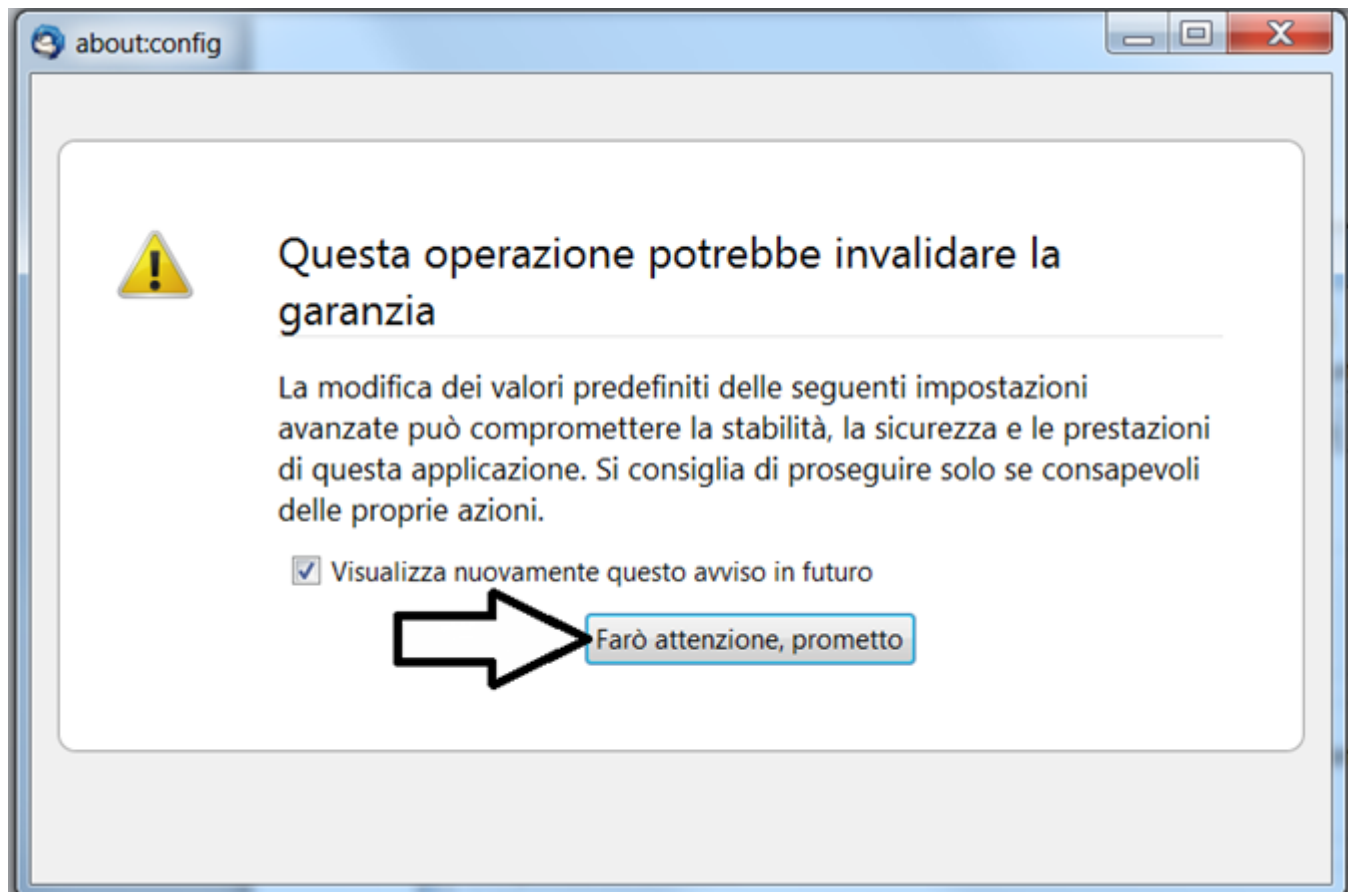 about:config
Questa operazione potrebbe invalidare la
garanzia
La modifica dei valori predefiniti delle seguenti impostazioni
avanzate può compromettere la stabilità, la sicurezza e le prestazioni
di questa applicazione. Si consiglia di proseguire solo se consapevoli
delle proprie azioni.
Visualizza nuovamente questo avviso in futuro
Farò attenzione, prometto